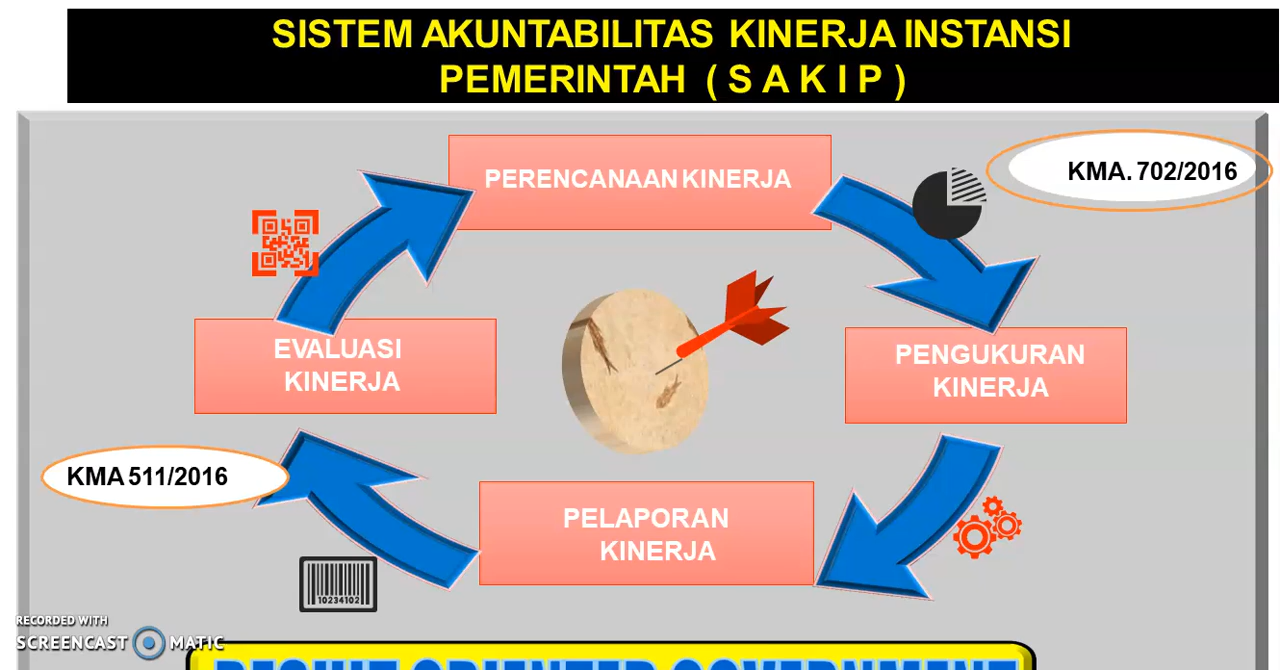 SISTEM AKUNTABILITAS KINERJA INSTANSI
PEMERINTAH ( S A K I P )
PERENCANAAN KINERJA
KMA. 702/2016
EVALUASI
KINERJA
PENGUKURAN
KINERJA
KMA 511/2016
PELAPORAN
KINERJA
10234102
RECORDED WITH
SCREENCAST MATIC
GOVERNMENT